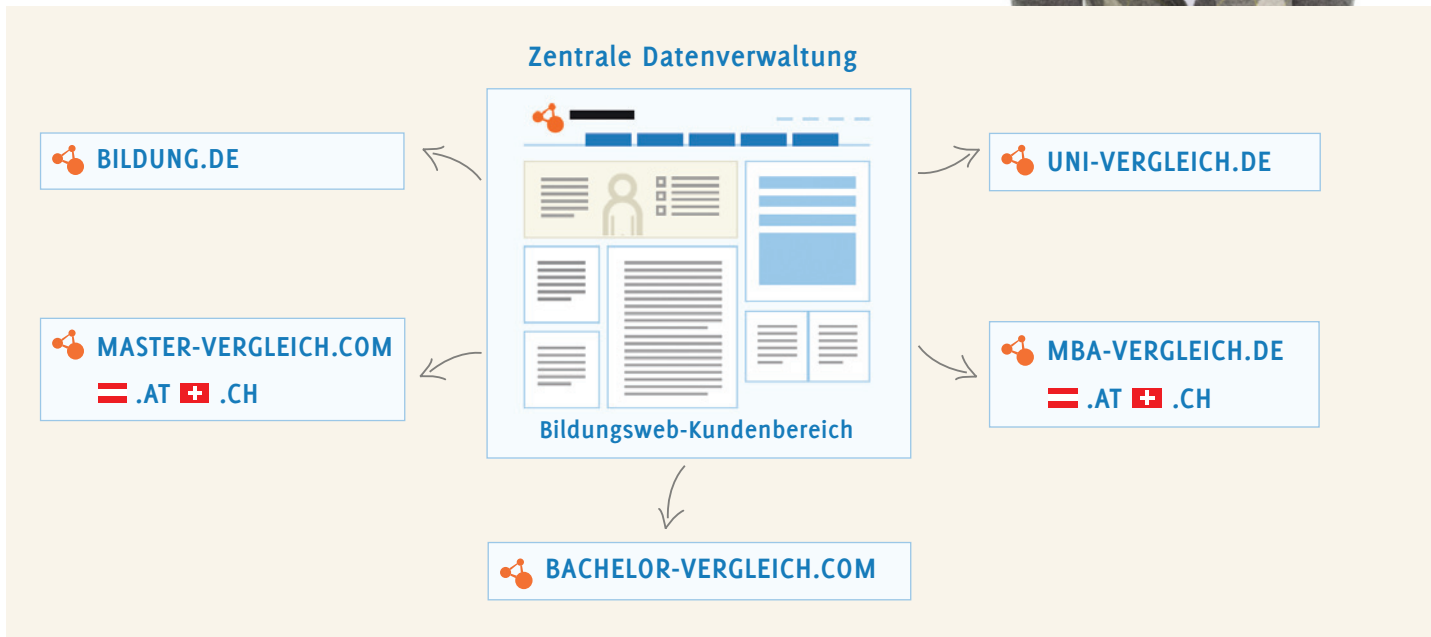 Zentrale Datenverwaltung
BILDUNG.DE
UNI-VERGLEICH.DE
MASTER-VERGLEICH.COM
.AT .CH
MBA-VERGLEICH.DE
.AT .CH
Bildungsweb-Kundenbereich
BACHELOR-VERGLEICH.COM